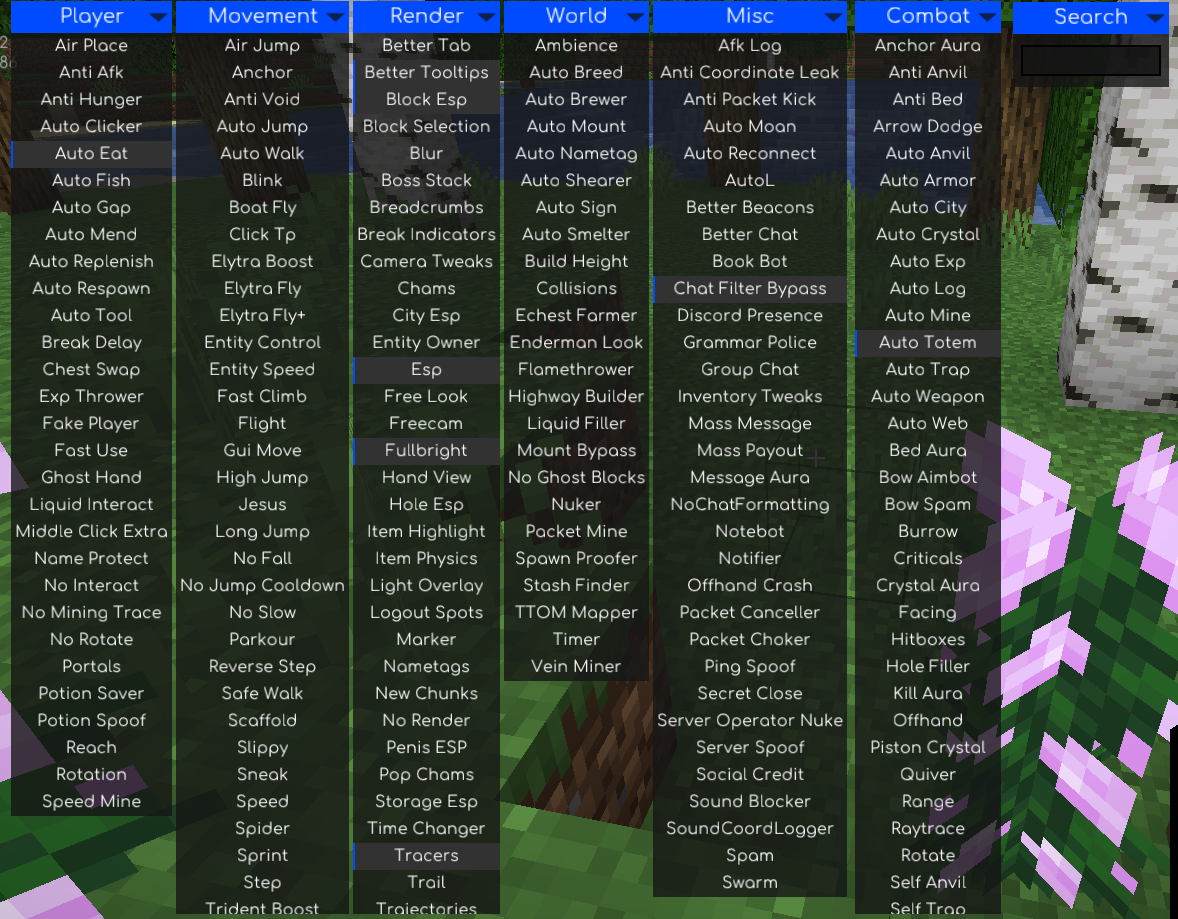 Player
Air Place
Anti Afk
Anti Hunger
Auto Clicker
Auto Eat
Auto Fish
Auto Gap
Auto Mend
Auto Replenish
Auto Respawn
Auto Tool
Break Delay
Chest Swap
Exp Thrower
Fake Player
Fast Use
Ghost Hand
Liquid Interact
Middle Click Extra
Name Protect
No Interact
No Mining Trace
No Rotate
Portals
Potion Saver
Potion Spoof
Reach
Rotation
Speed Mine
Movement
Air Jump
Anchor
Anti Void
Auto Jump
Auto Walk
Blink
Boat Fly
Click Tp
Elytra Boost
Elytra Fly
Elytra Fly+
Entity Control
Entity Speed
Fast Climb
Flight
Gui Move
High Jump
Jesus
Long Jump
No Fall
No Jump Cooldown
No Slow
Parkour
Reverse Step
Safe Walk
Scaffold
Slippy
Sneak
Speed
Spider
Sprint
Step
Trident Boost
Render
Better Tab
Better Tooltips
Block Esp
Block Selection
Blur
Boss Stack
Breadcrumbs
Break Indicators
Camera Tweaks
Chams
City Esp
Entity Owner
Esp
Free Look
Freecam
Fullbright
Hand View
Hole Esp
Item Highlight
Item Physics
Light Overlay
Logout Spots
Marker
Nametags
New Chunks
No Render
Penis ESP
Pop Chams
Storage Esp
Time Changer
Tracers
Trail
Trajectories
World
Ambience
Auto Breed
Auto Brewer
Auto Mount
Auto Nametag
Auto Shearer
Auto Sign
Auto Smelter
Build Height
Collisions
Echest Farmer
Enderman Look
Flamethrower
Highway Builder
Liquid Filler
Mount Bypass
No Ghost Blocks
Nuker
Packet Mine
Spawn Proofer
Stash Finder
TTOM Mapper
Timer
Vein Miner
Misc
Afk Log
Anti Coordinate Leak
Anti Packet Kick
Auto Moan
Auto Reconnect
AutoL
Better Beacons
Better Chat
Book Bot
Chat Filter Bypass
Discord Presence
Grammar Police
Group Chat
Inventory Tweaks
Mass Message
Mass Payout
Message Aura
NoChatFormatting
Notebot
Notifier
Offhand Crash
Packet Canceller
Packet Choker
Ping Spoof
Secret Close
Server Operator Nuke
Server Spoof
Social Credit
Sound Blocker
SoundCoordLogger
Spam
Swarm
Combat
Anchor Aura
Anti Anvil
Anti Bed
Arrow Dodge
Auto Anvil
Auto Armor
Auto City
Auto Crystal
Auto Exp
Auto Log
Auto Mine
Auto Totem
Auto Trap
Auto Weapon
Auto Web
Bed Aura
Bow Aimbot
Bow Spam
Burrow
Criticals
Crystal Aura
Facing
Hitboxes
Hole Filler
Kill Aura
Offhand
Piston Crystal
Quiver
Range
Raytrace
Rotate
Self Anvil
Self Trap
Search